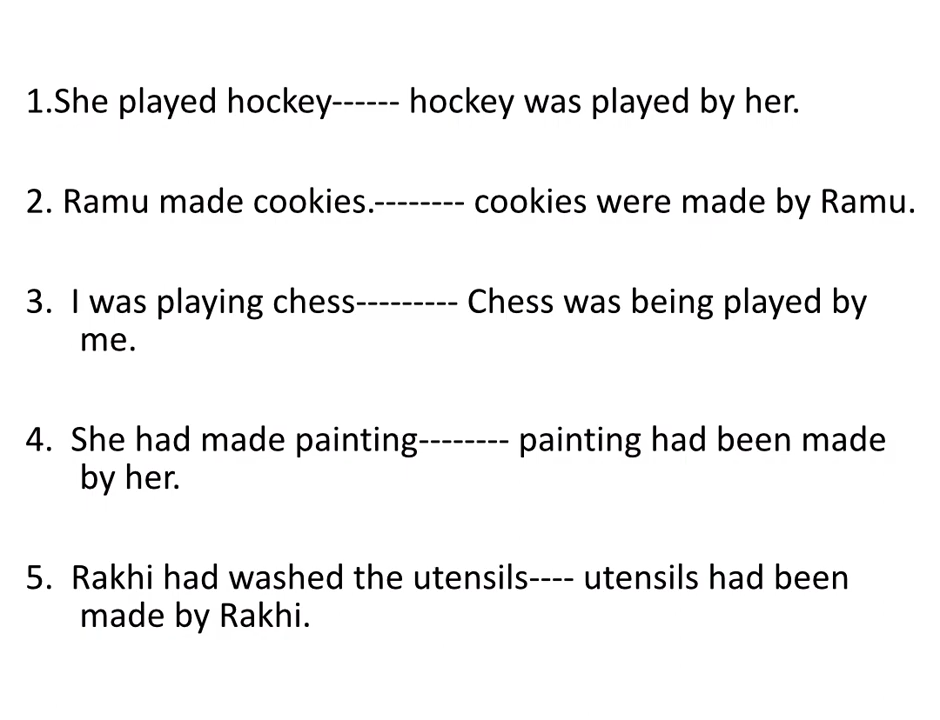 1.She played hockey------ hockey was played by her.
2. Ramu made cookies.-------- cookies were made by Ramu.
3.  I was playing chess--------- Chess was being played by
me.
4.  She had made painting-------- painting had been made
by her.
5.  Rakhi had washed the utensils---- utensils had been
made by Rakhi.